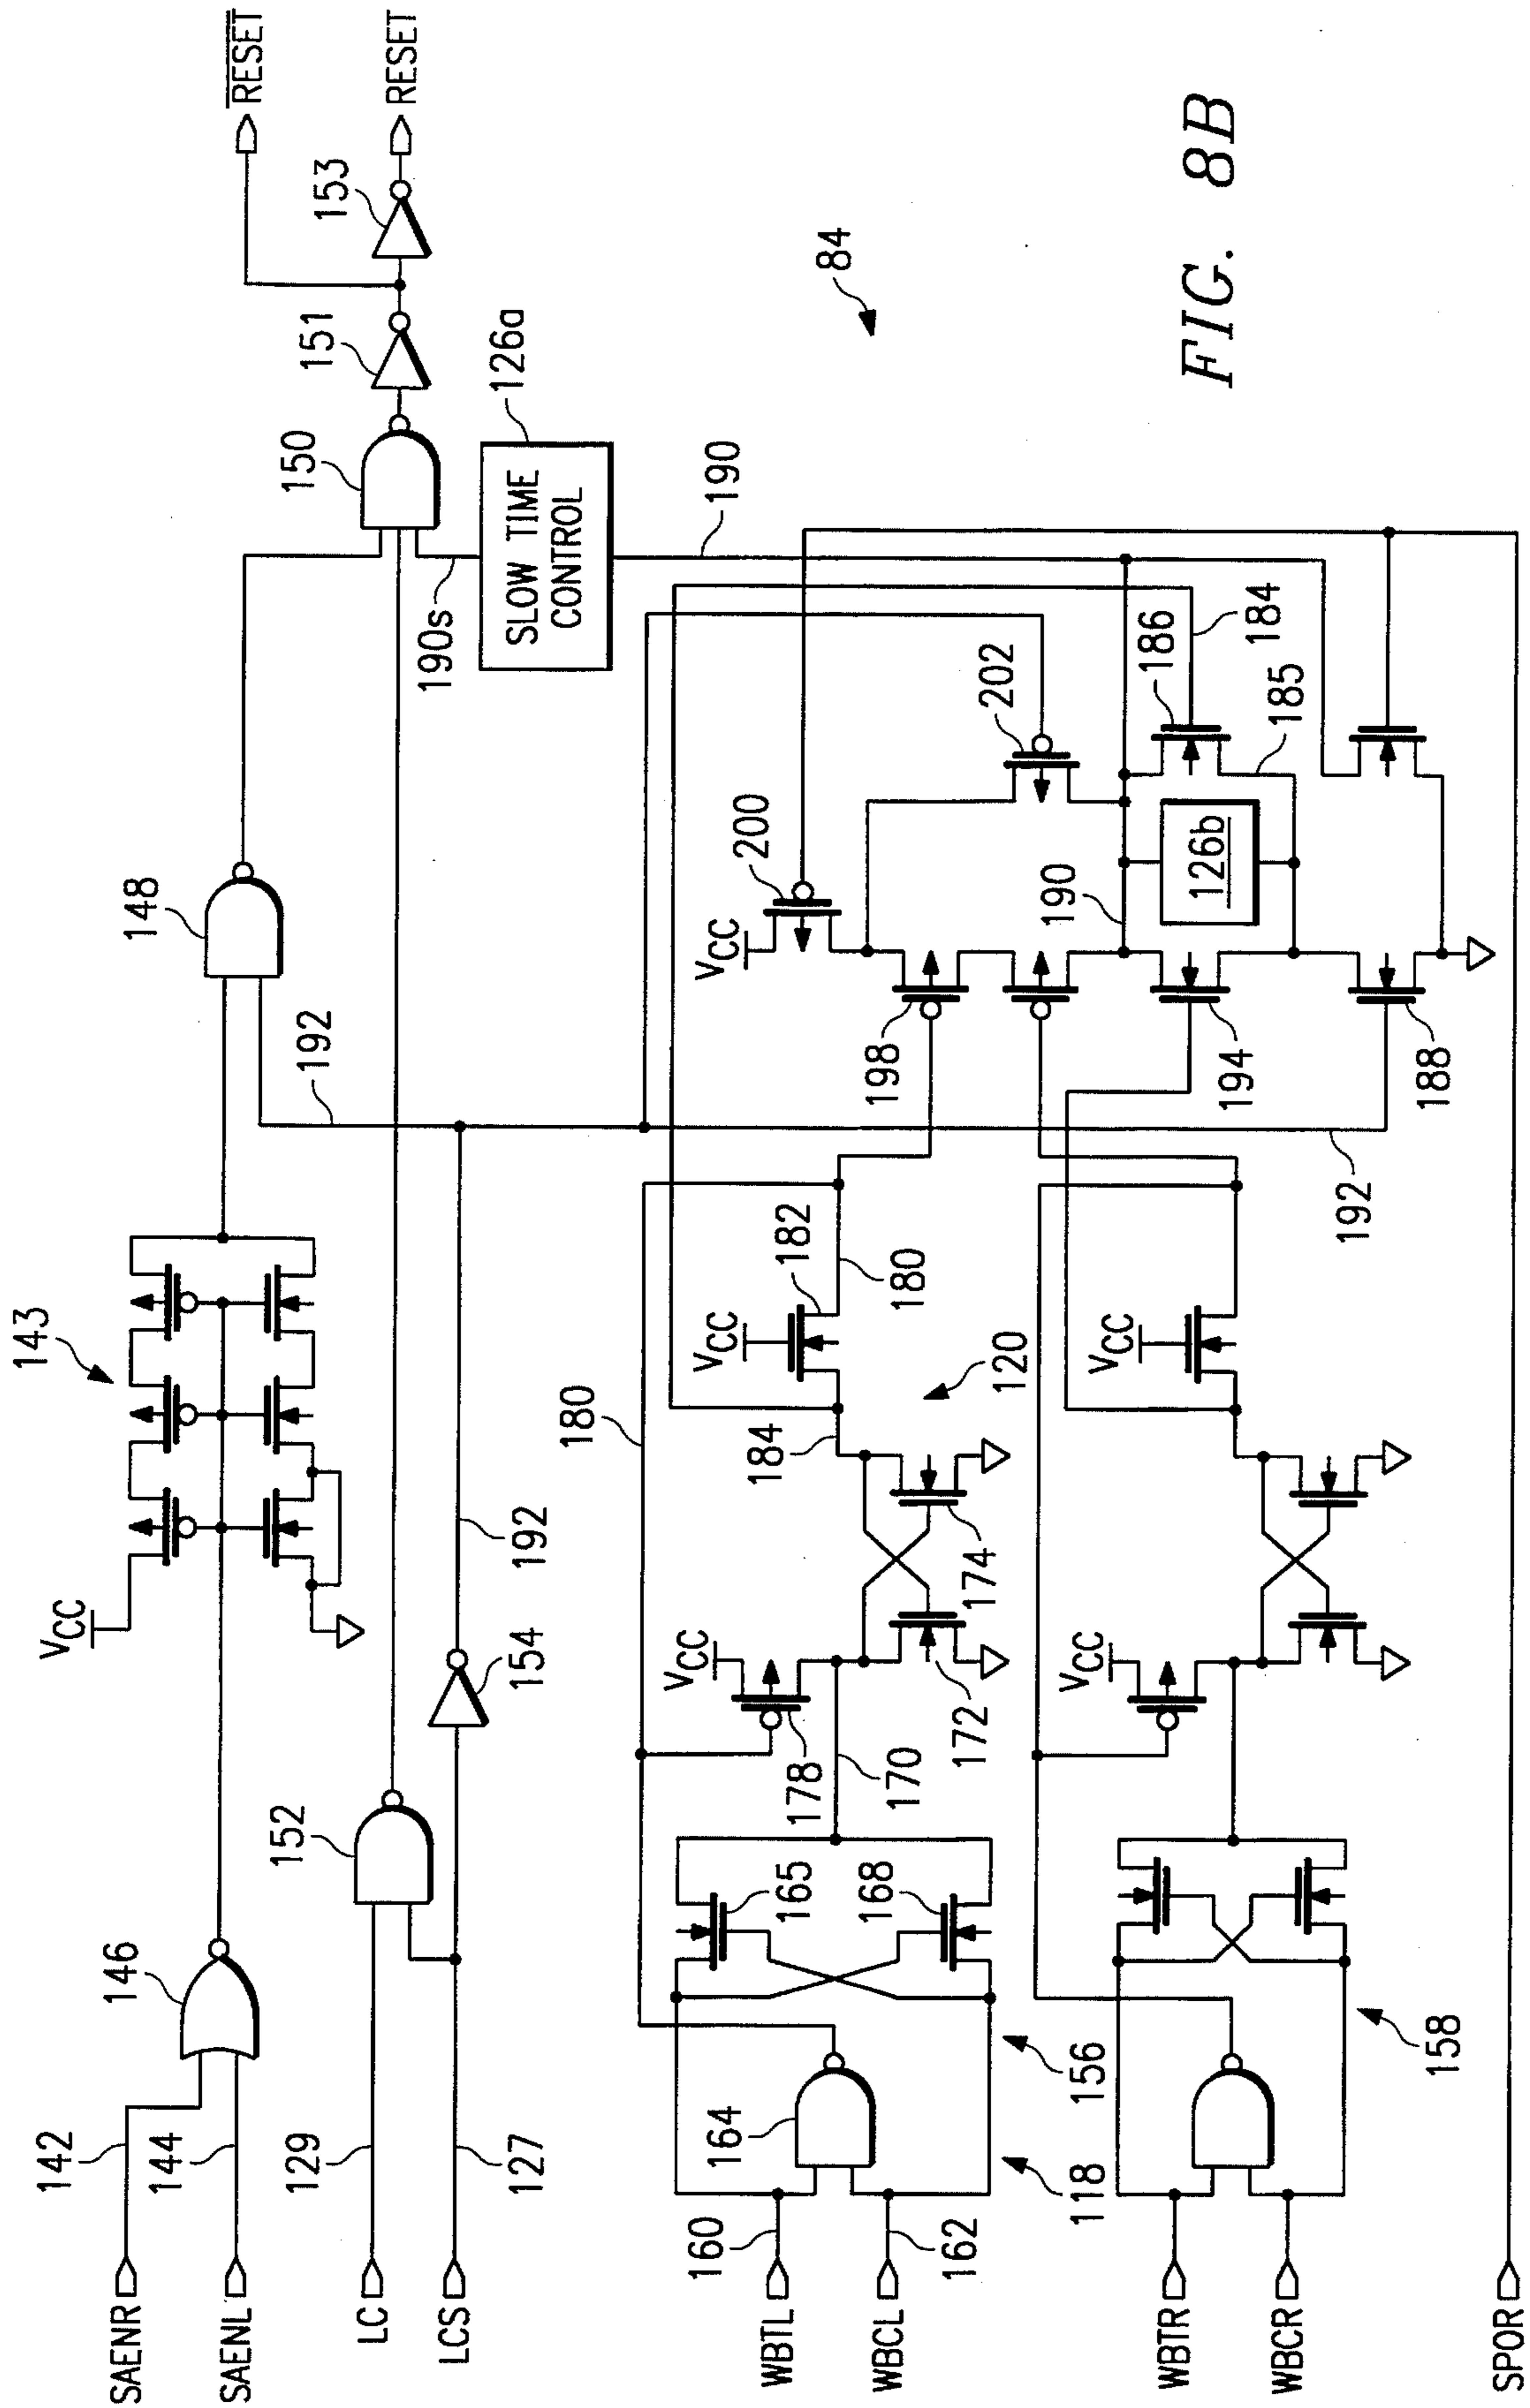 SAENR
142
SAENL
144
146
143
VCC
148
RESET
RESET
LC
129
LCS
127
152
154
192
192
150
151
153
190s
SLOW TIME
CONTROL
126a
190
84
WBTL
160
WBCL
162
164
118
156
165
168
170
180
VCC
178
172
174
184
120
VCC
182
180
198
VCC
200
202
190
126b
186
184
185
194
188
192
WBTR
WBCR
158
VCC
VCC
SPOR
FIG. 8B